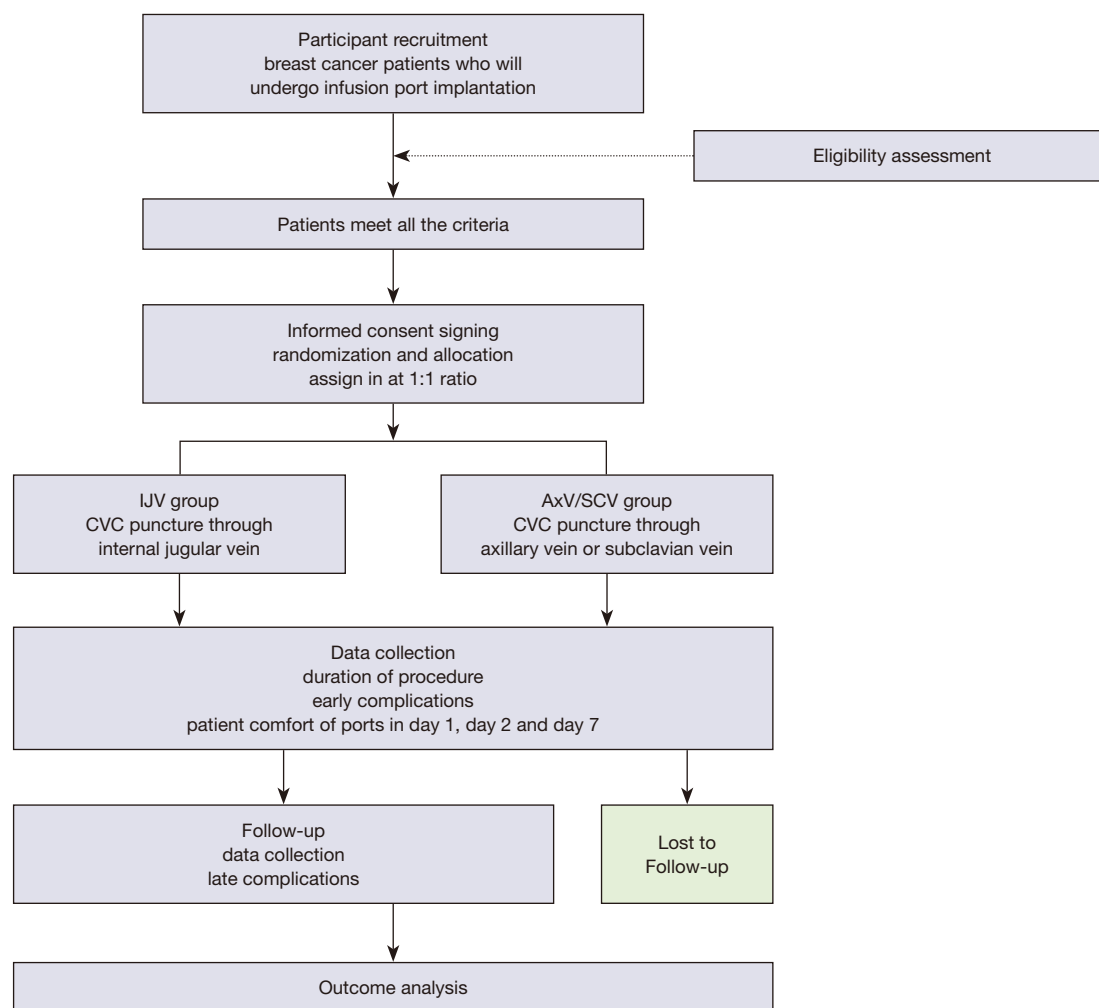 Participant recruitment
breast cancer patients who will
undergo infusion port implantation
Eligibility assessment
Patients meet all the criteria
Informed consent signing
randomization and allocation
assign in at 1:1 ratio
IJV group
CVC puncture through
internal jugular vein
AxV/SCV group
CVC puncture through
axillary vein or subclavian vein
Data collection
duration of procedure
early complications
patient comfort of ports in day 1, day 2 and day 7
Follow-up
data collection
late complications
Lost to
Follow-up
Outcome analysis